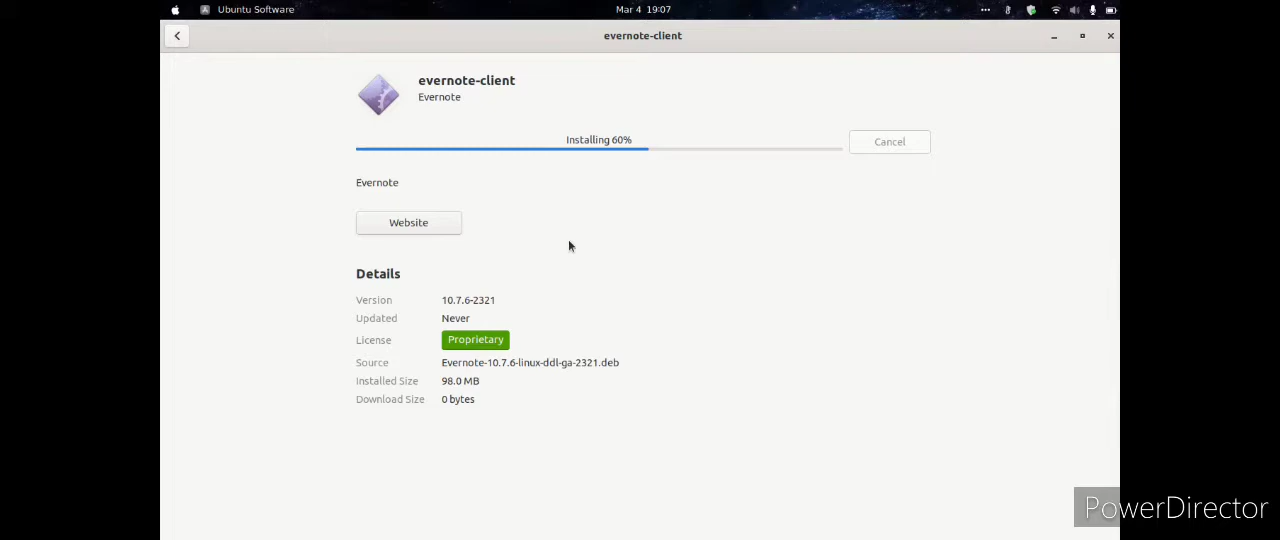 Ubuntu Software
Mar 4 19:07
evernote-client
evernote-client
Evernote
Installing 60%
Cancel
Evernote
Website
Details
Version 10.7.6-2321
Updated Never
License Proprietary
Source Evernote-10.7.6-linux-ddl-ga-2321.deb
Installed Size 98.0 MB
Download Size 0 bytes
PowerDirector